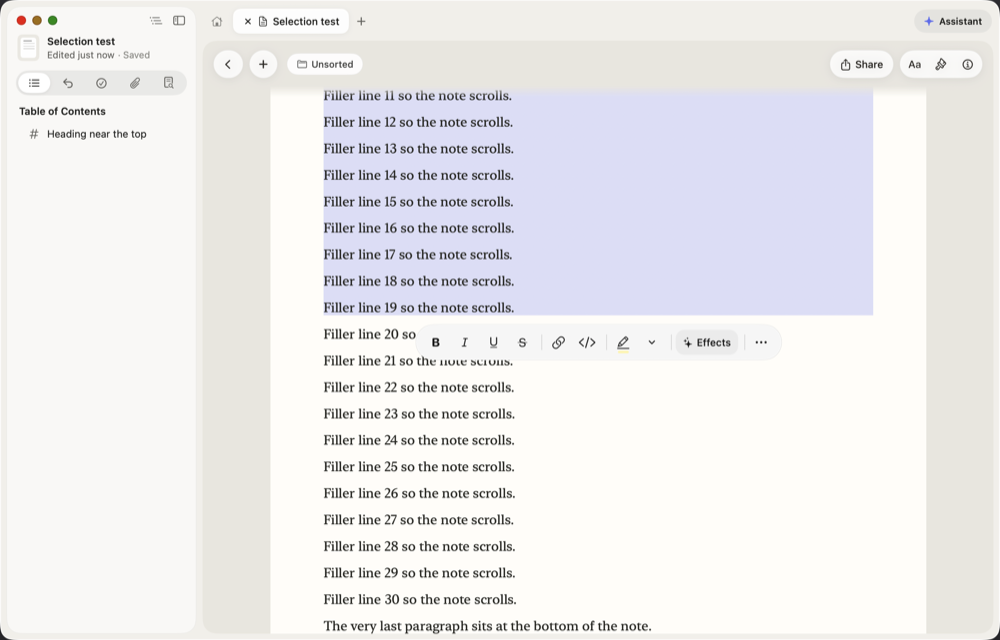 Selection test
Assistant
Selection test
Edited just now · Saved
Unsorted
Share
Aa
Table of Contents
# Heading near the top
Filler line 11 so the note scrolls.
Filler line 12 so the note scrolls.
Filler line 13 so the note scrolls.
Filler line 14 so the note scrolls.
Filler line 15 so the note scrolls.
Filler line 16 so the note scrolls.
Filler line 17 so the note scrolls.
Filler line 18 so the note scrolls.
Filler line 19 so the note scrolls.
Filler line 20 so
B I U S </> Effects
Filler line 21 so the note scrolls.
Filler line 22 so the note scrolls.
Filler line 23 so the note scrolls.
Filler line 24 so the note scrolls.
Filler line 25 so the note scrolls.
Filler line 26 so the note scrolls.
Filler line 27 so the note scrolls.
Filler line 28 so the note scrolls.
Filler line 29 so the note scrolls.
Filler line 30 so the note scrolls.
The very last paragraph sits at the bottom of the note.